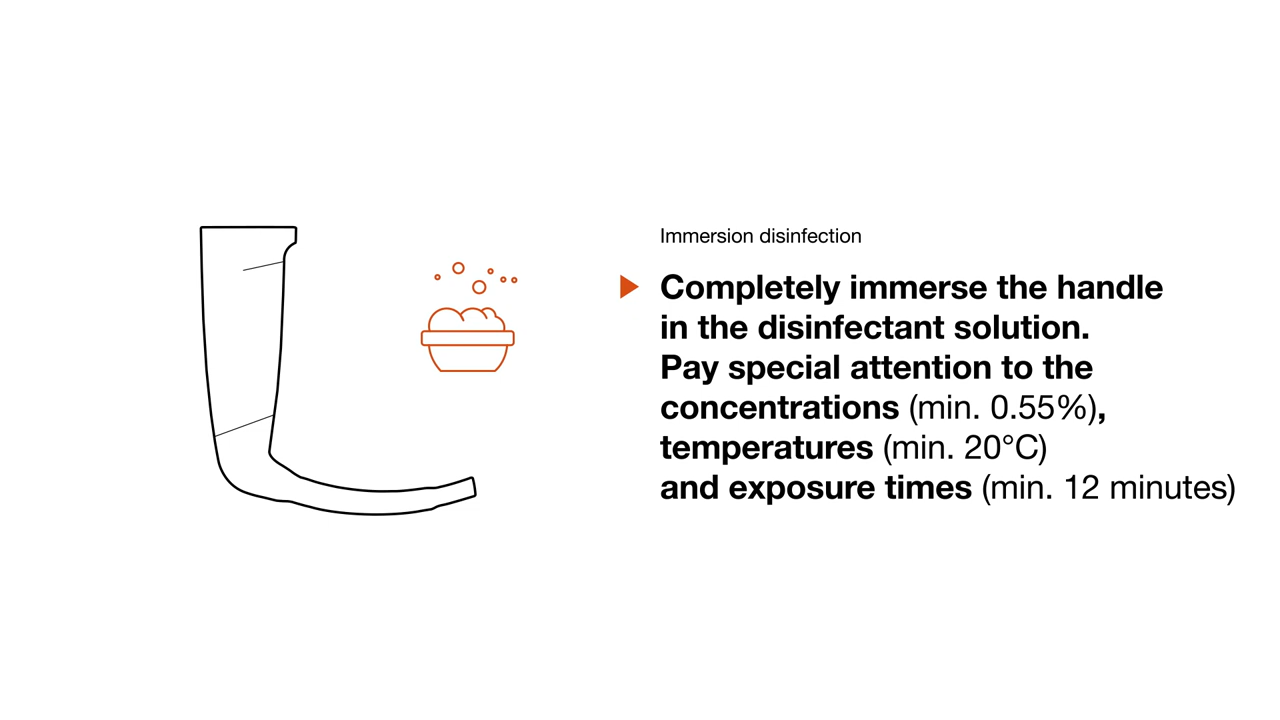 Immersion disinfection
Completely immerse the handle
in the disinfectant solution.
Pay special attention to the
concentrations (min. 0.55%),
temperatures (min. 20°C)
and exposure times (min. 12 minutes)